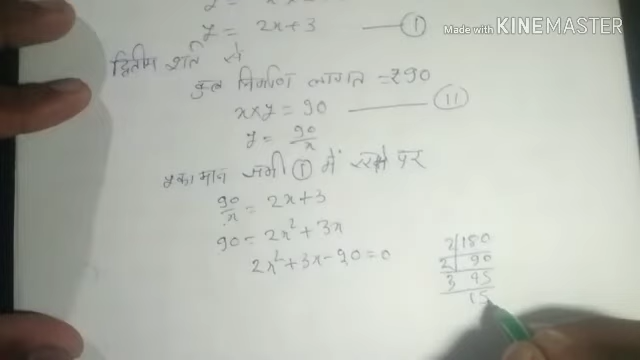 Made with KINEMASTER
y = 2x+3 — I
द्वितीय शर्त से
कुल निर्माण लागत = ₹90
x×y = 90 — II
y = 90/x
y का मान समी I में रखने पर
90/x = 2x+3
90 = 2x²+3x
2x²+3x-90=0
2|180
2|90
3|45
15